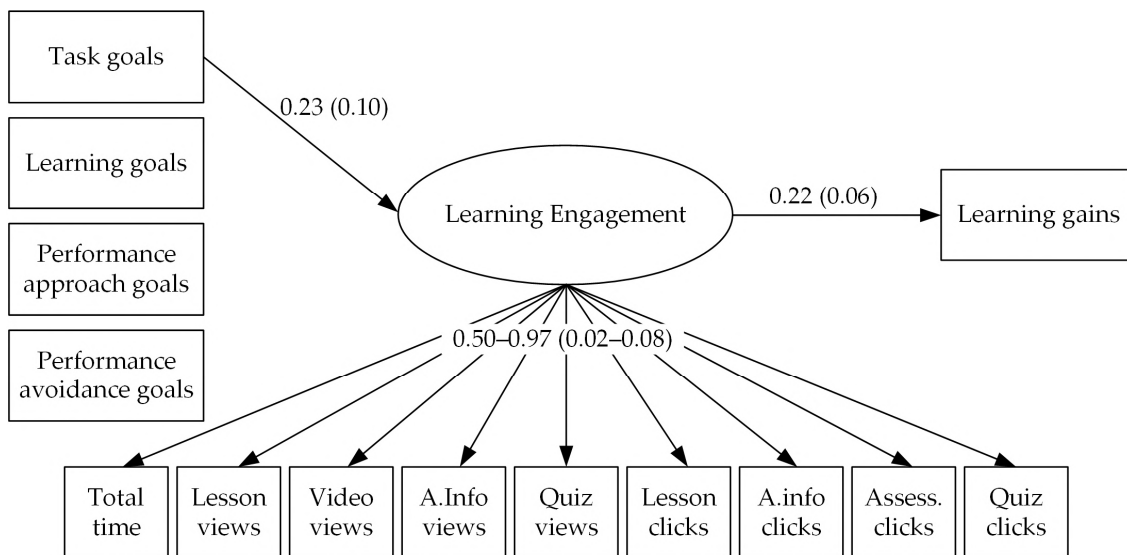 Task goals
0.23 (0.10)
Learning goals
Performance
approach goals
Performance
avoidance goals
Learning Engagement
0.22 (0.06)
Learning gains
0.50–0.97 (0.02–0.08)
Total
time
Lesson
views
Video
views
A.Info
views
Quiz
views
Lesson
clicks
A.info
clicks
Assess.
clicks
Quiz
clicks